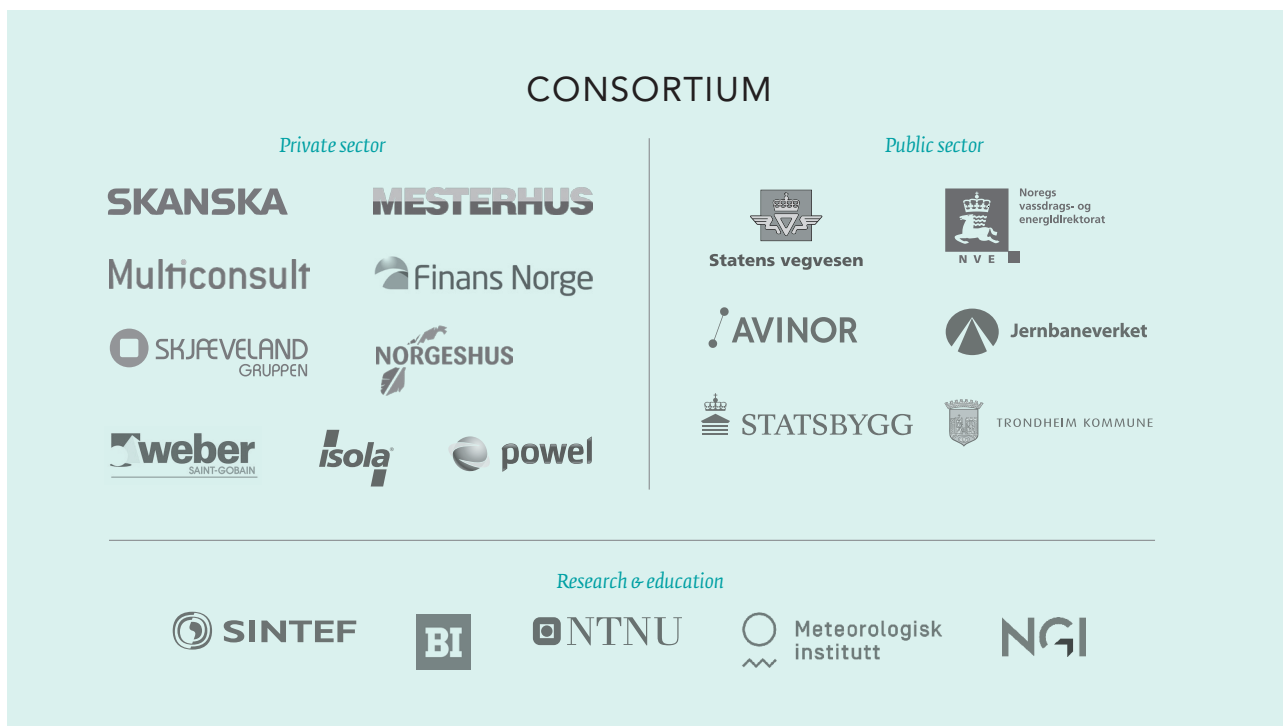 CONSORTIUM
Private sector
SKANSKA
MESTERHUS
Multiconsult
Finans Norge
SKJÆVELAND
GRUPPEN
NORGESHUS
weber
SAINT-GOBAIN
isola®
powel
Public sector
Statens vegvesen
Noregs
vassdrags- og
energidirektorat
NVE
AVINOR
Jernbaneverket
STATSBYGG
TRONDHEIM KOMMUNE
Research & education
SINTEF
BI
NTNU
Meteorologisk
institutt
NGI